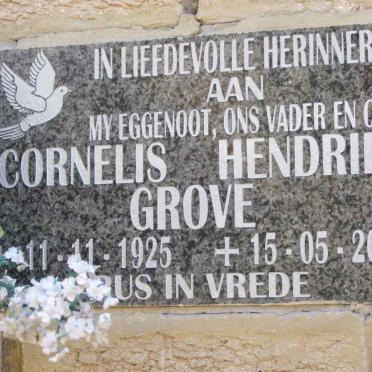 IN LIEFDEVOLLE HERINNER
AAN
MY EGGENOOT, ONS VADER EN O
CORNELIS HENDRI
GROVE
11-11-1925 +15-05-20
RUS IN VREDE